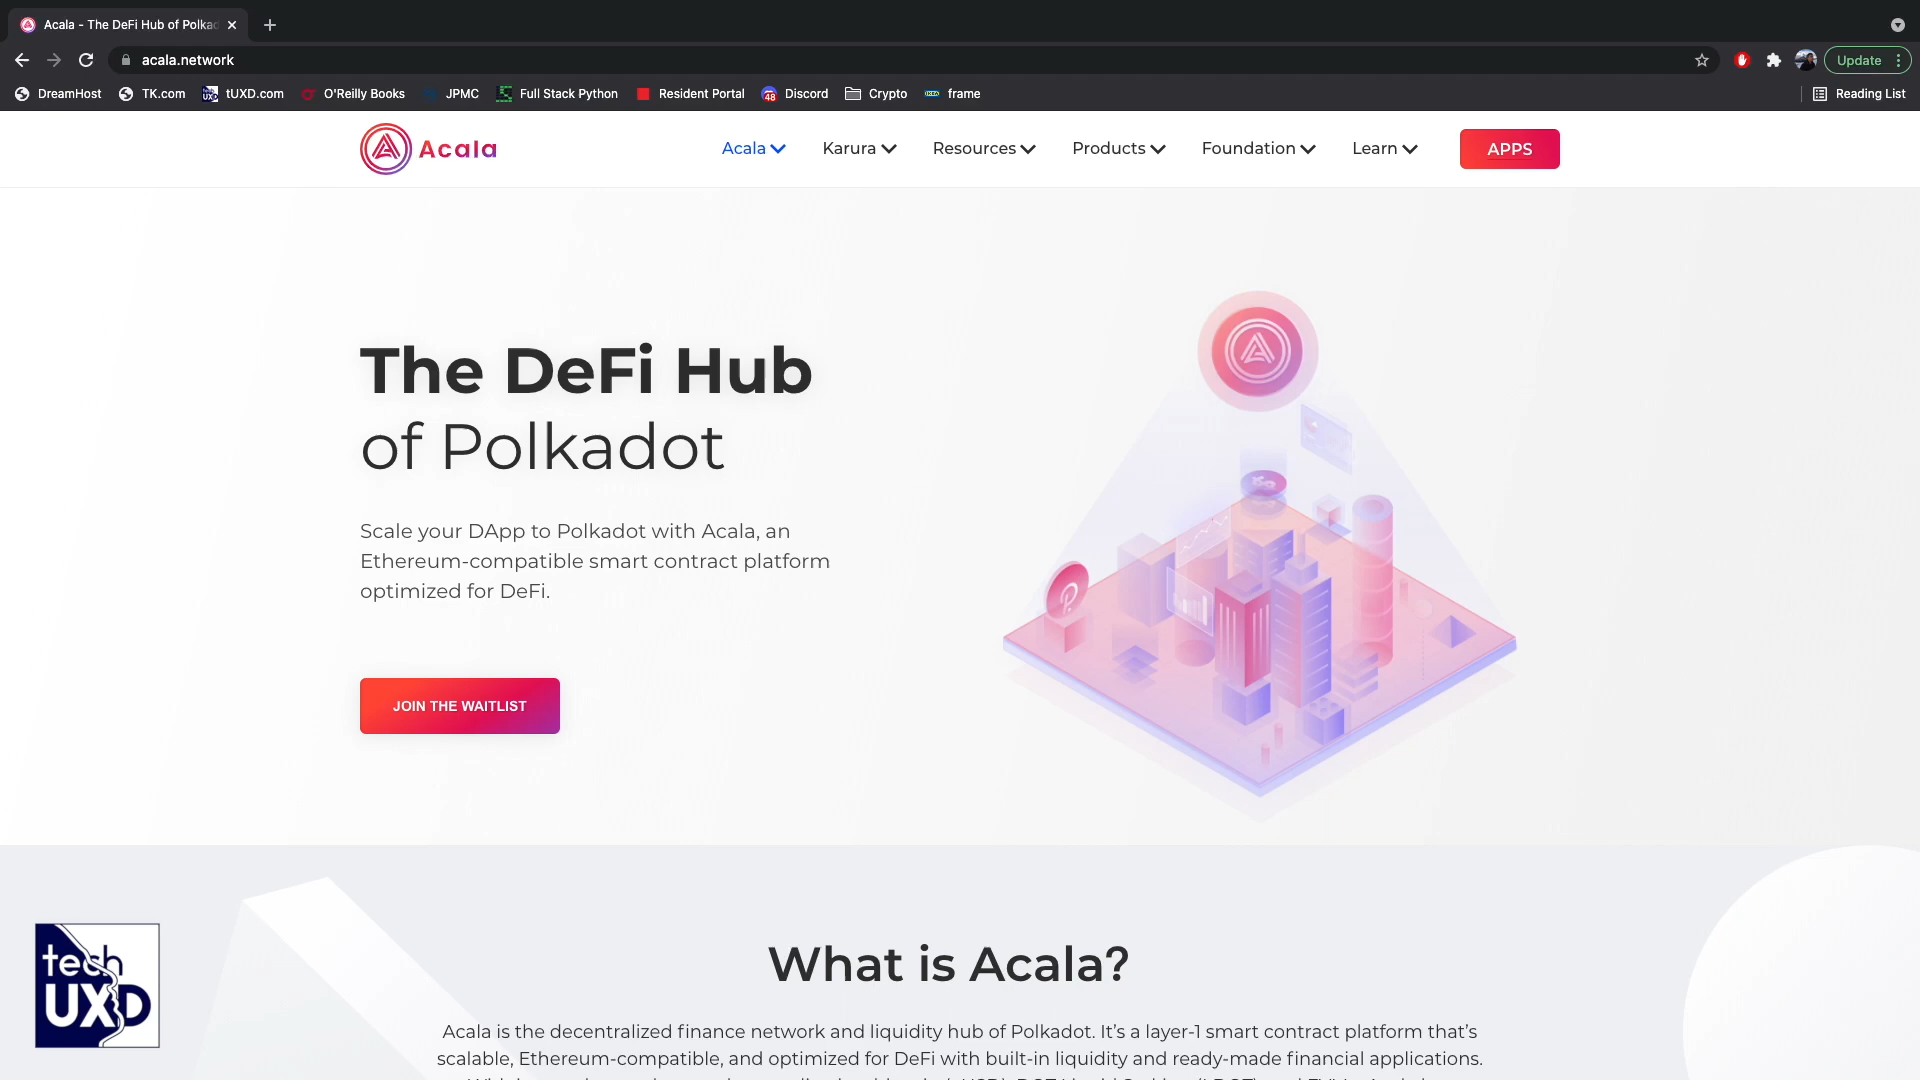 Acala - The DeFi Hub of Polkad
acala.network
Update
DreamHost
TK.com
tUXD.com
O'Reilly Books
JPMC
Full Stack Python
Resident Portal
48
Discord
Crypto
frame
Reading List
Acala
Acala
Karura
Resources
Products
Foundation
Learn
APPS
The DeFi Hub
of Polkadot
Scale your DApp to Polkadot with Acala, an
Ethereum-compatible smart contract platform
optimized for DeFi.
JOIN THE WAITLIST
tech
UXD
What is Acala?
Acala is the decentralized finance network and liquidity hub of Polkadot. It’s a layer-1 smart contract platform that’s
scalable, Ethereum-compatible, and optimized for DeFi with built-in liquidity and ready-made financial applications.